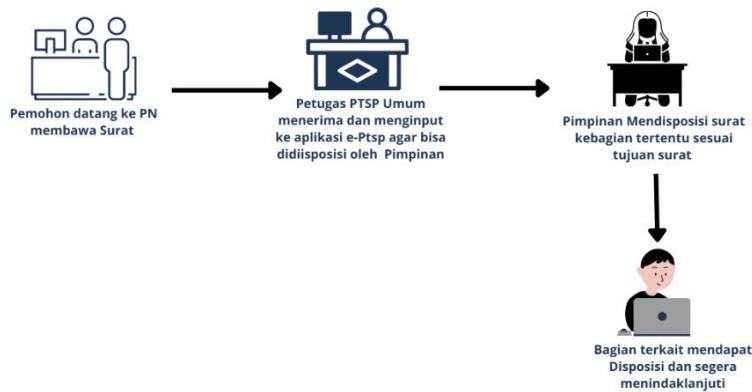 Pemohon datang ke PN
membawa Surat
Petugas PTSP Umum
menerima dan menginput
ke aplikasi e-Ptsp agar bisa
didiisposisi oleh Pimpinan
Pimpinan Mendisposisi surat
kebagian tertentu sesuai
tujuan surat
Bagian terkait mendapat
Disposisi dan segera
menindaklanjuti